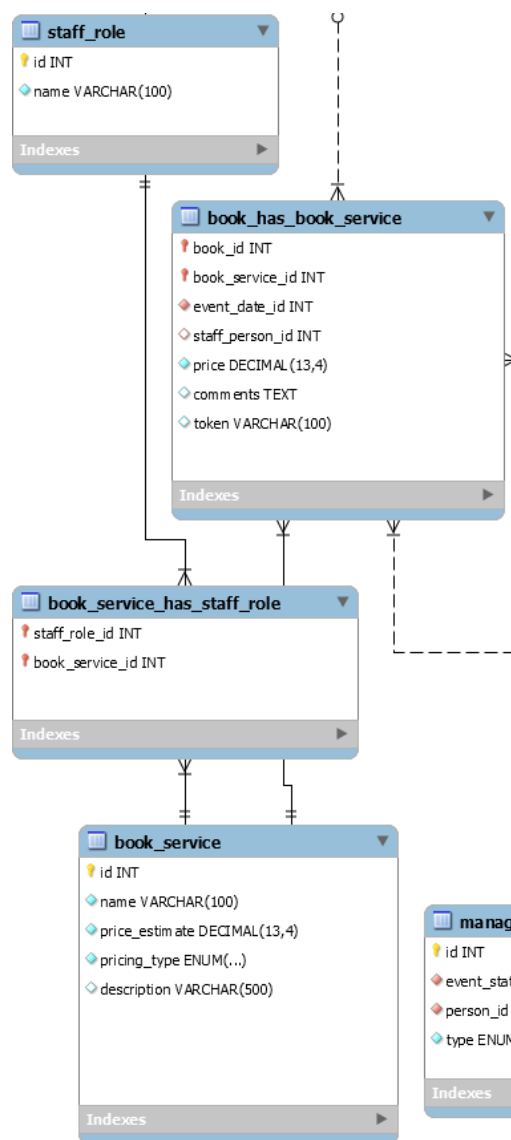 staff_role
id INT
name VARCHAR(100)
Indexes
book_has_book_service
book_id INT
book_service_id INT
event_date_id INT
staff_person_id INT
price DECIMAL(13,4)
comments TEXT
token VARCHAR(100)
Indexes
book_service_has_staff_role
staff_role_id INT
book_service_id INT
Indexes
book_service
id INT
name VARCHAR(100)
price_estimate DECIMAL(13,4)
pricing_type ENUM(...)
description VARCHAR(500)
Indexes
id INT
person_id
type
Indexes